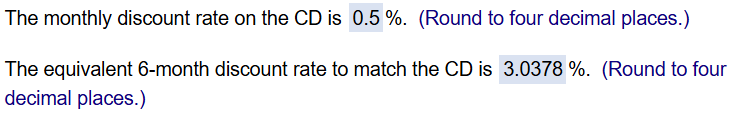 The monthly discount rate on the CD is 0.5 %. (Round to four decimal places.)
The equivalent 6-month discount rate to match the CD is 3.0378 %. (Round to four
decimal places.)